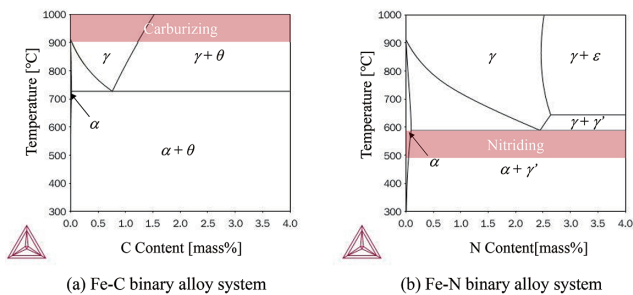 Temperature [°C]
1000
900
800
700
600
500
400
300
Carburizing
γ
γ + θ
α
α + θ
0.0 0.5 1.0 1.5 2.0 2.5 3.0 3.5 4.0
C Content [mass%]
(a) Fe-C binary alloy system
Temperature [°C]
1000
900
800
700
600
500
400
300
γ
γ + ε
γ + γ’
Nitriding
α
α + γ’
0.0 0.5 1.0 1.5 2.0 2.5 3.0 3.5 4.0
N Content[mass%]
(b) Fe-N binary alloy system